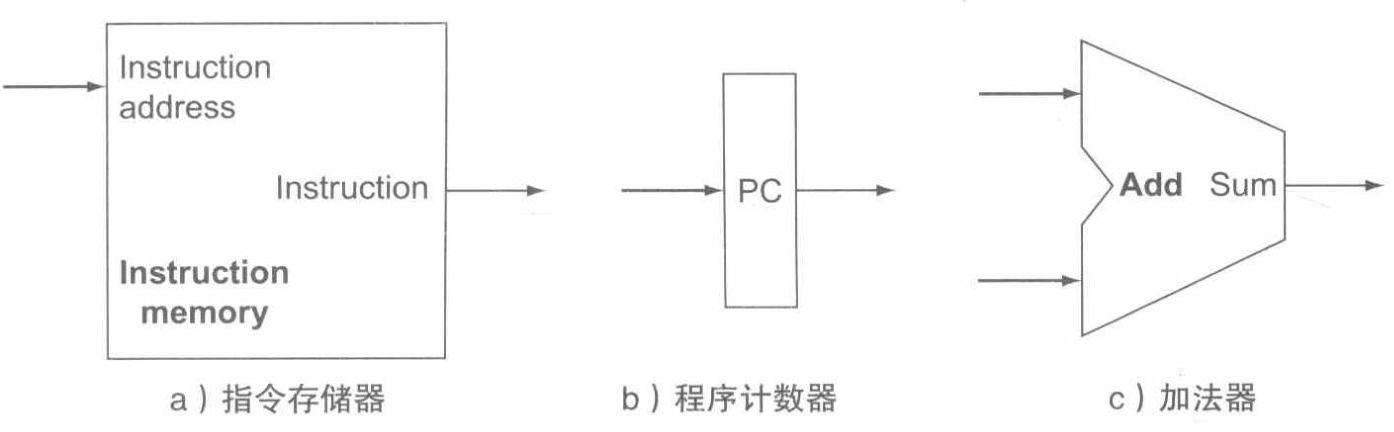 Instruction
address
Instruction
Instruction
memory
PC
Add Sum
a）指令存储器
b）程序计数器
c）加法器